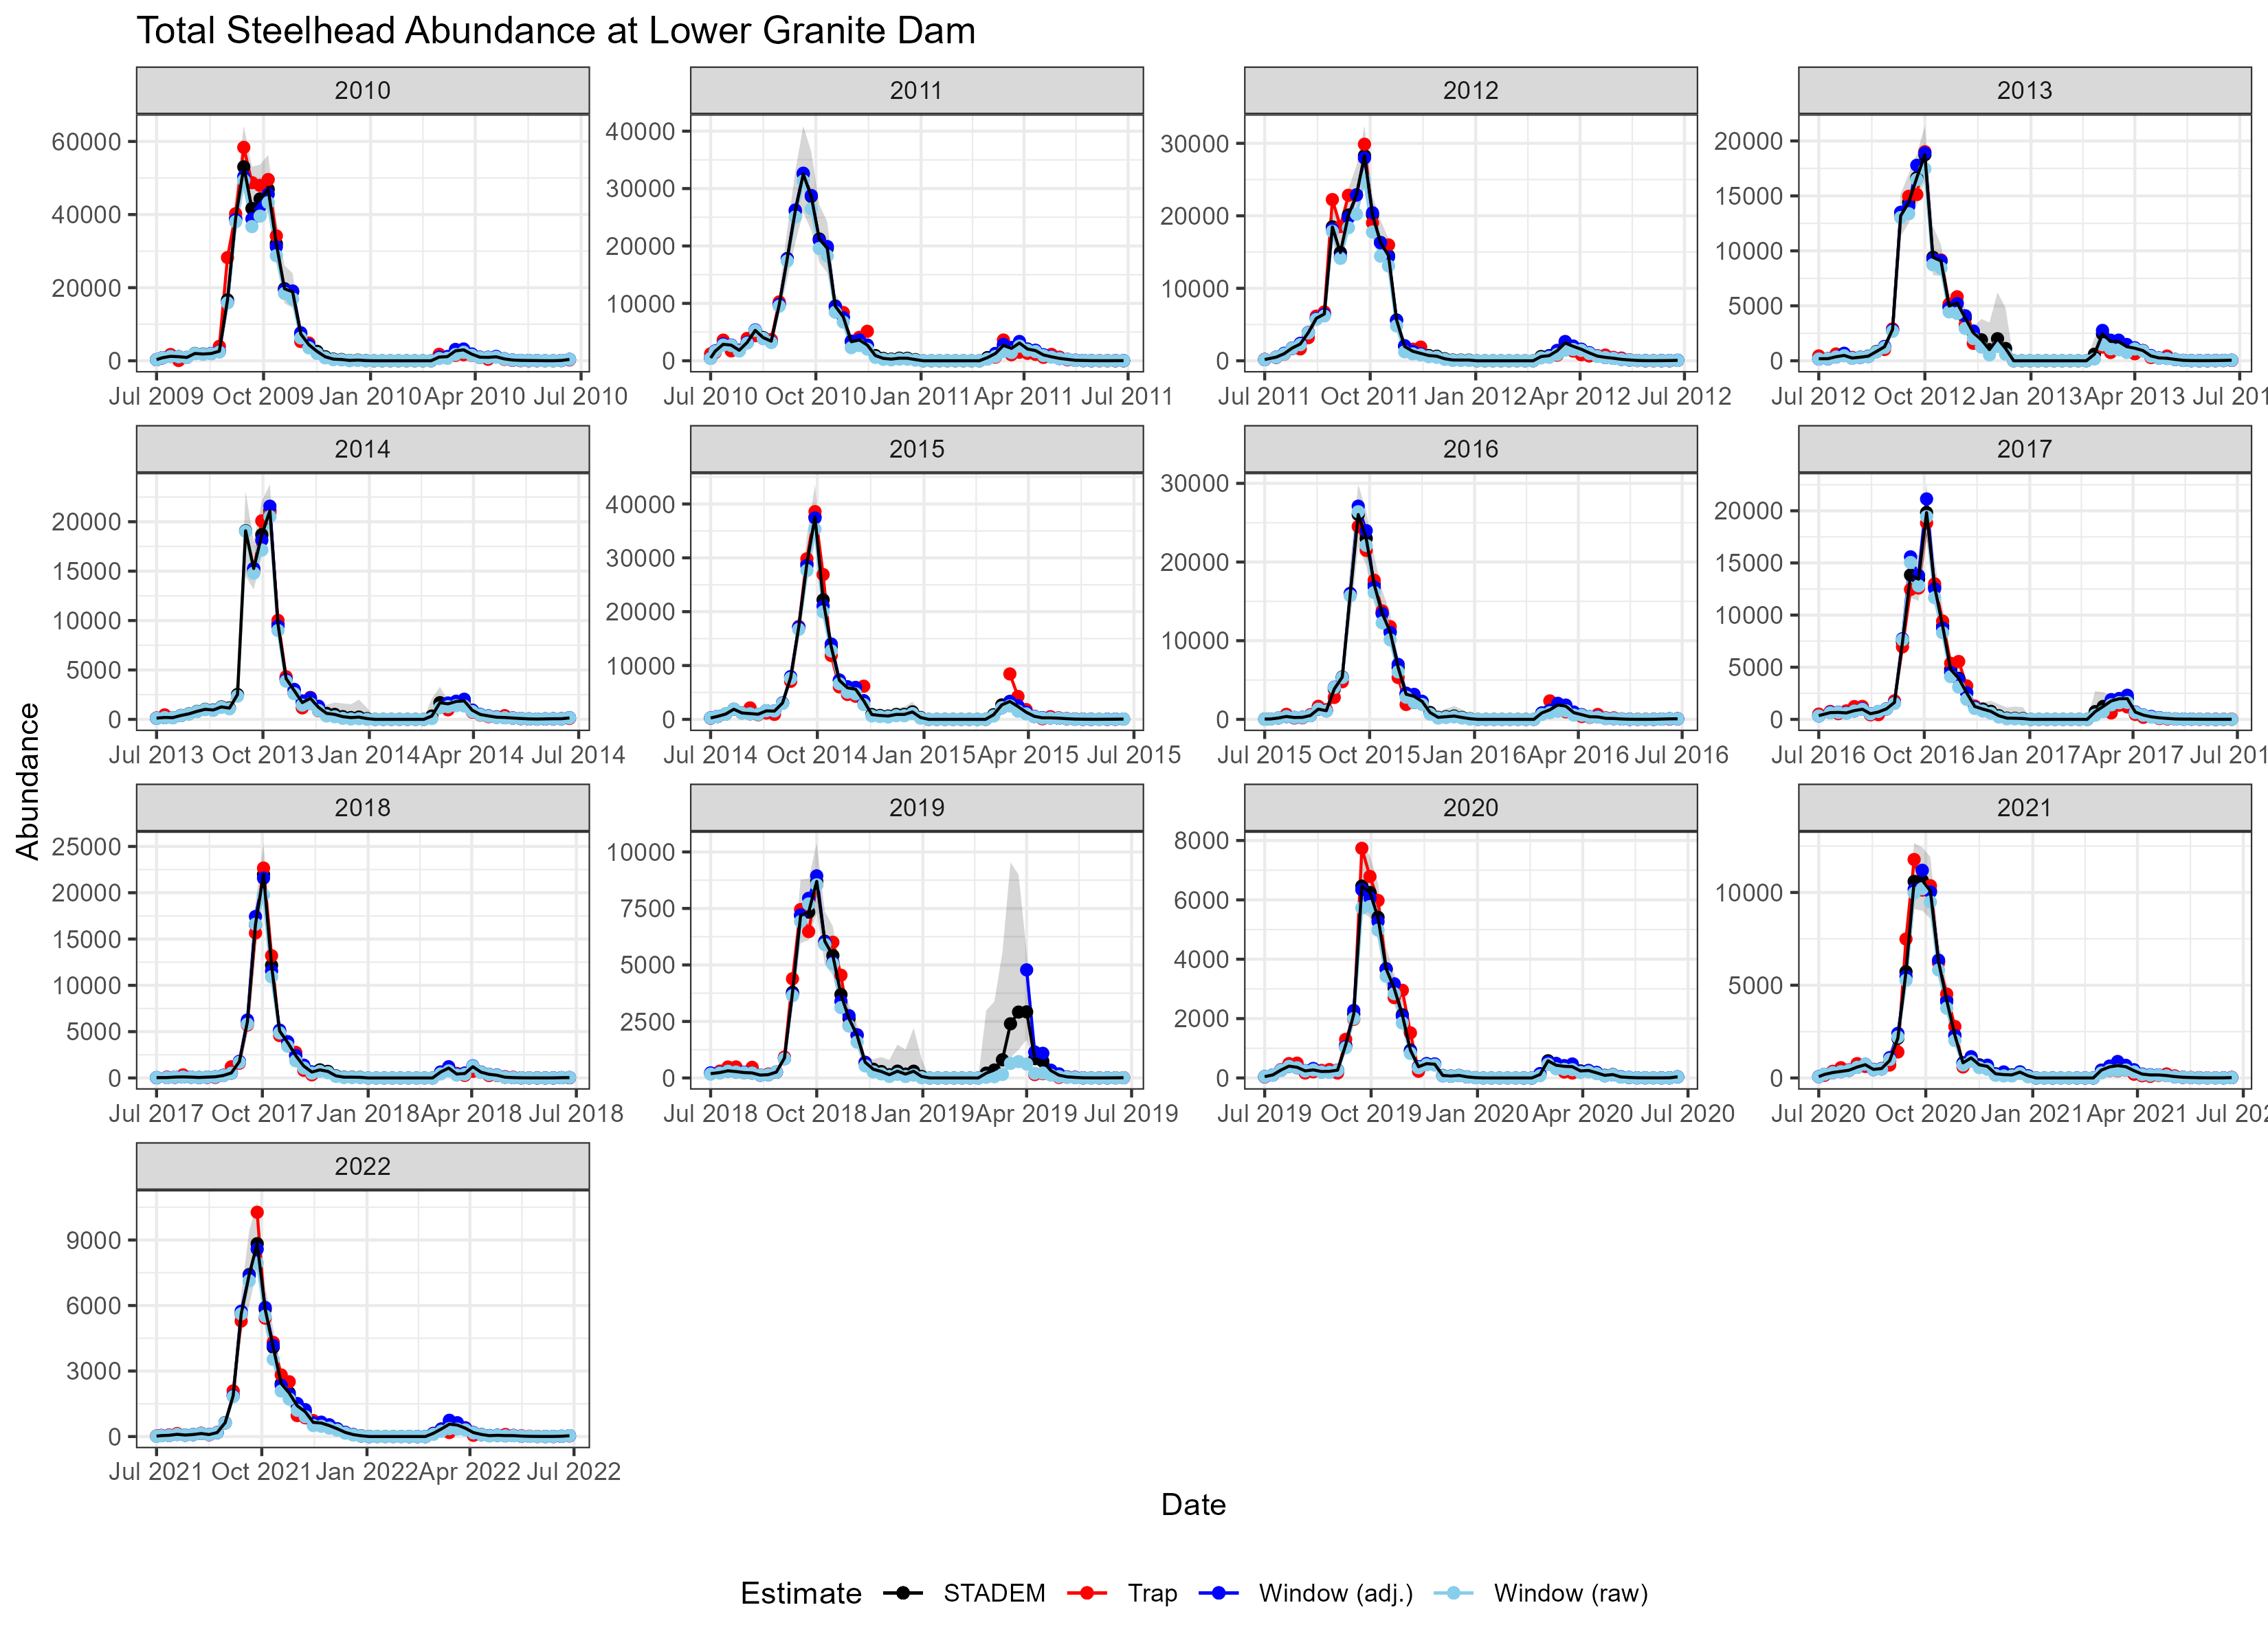 Total Steelhead Abundance at Lower Granite Dam
2010 2011 2012 2013
60000 40000 20000 0
40000 30000 20000 10000 0
30000 20000 10000 0
20000 15000 10000 5000 0
Jul 2009 Oct 2009 Jan 2010 Apr 2010 Jul 2010
Jul 2010 Oct 2010 Jan 2011 Apr 2011 Jul 2011
Jul 2011 Oct 2011 Jan 2012 Apr 2012 Jul 2012
Jul 2012 Oct 2012 Jan 2013 Apr 2013 Jul 201
2014 2015 2016 2017
20000 15000 10000 5000 0
40000 30000 20000 10000 0
30000 20000 10000 0
20000 15000 10000 5000 0
Jul 2013 Oct 2013 Jan 2014 Apr 2014 Jul 2014
Jul 2014 Oct 2014 Jan 2015 Apr 2015 Jul 2015
Jul 2015 Oct 2015 Jan 2016 Apr 2016 Jul 2016
Jul 2016 Oct 2016 Jan 2017 Apr 2017 Jul 201
Abundance
2018 2019 2020 2021
25000 20000 15000 10000 5000 0
10000 7500 5000 2500 0
8000 6000 4000 2000 0
10000 5000 0
Jul 2017 Oct 2017 Jan 2018 Apr 2018 Jul 2018
Jul 2018 Oct 2018 Jan 2019 Apr 2019 Jul 2019
Jul 2019 Oct 2019 Jan 2020 Apr 2020 Jul 2020
Jul 2020 Oct 2020 Jan 2021 Apr 2021 Jul 202
2022
9000 6000 3000 0
Jul 2021 Oct 2021 Jan 2022 Apr 2022 Jul 2022
Date
Estimate STADEM Trap Window (adj.) Window (raw)